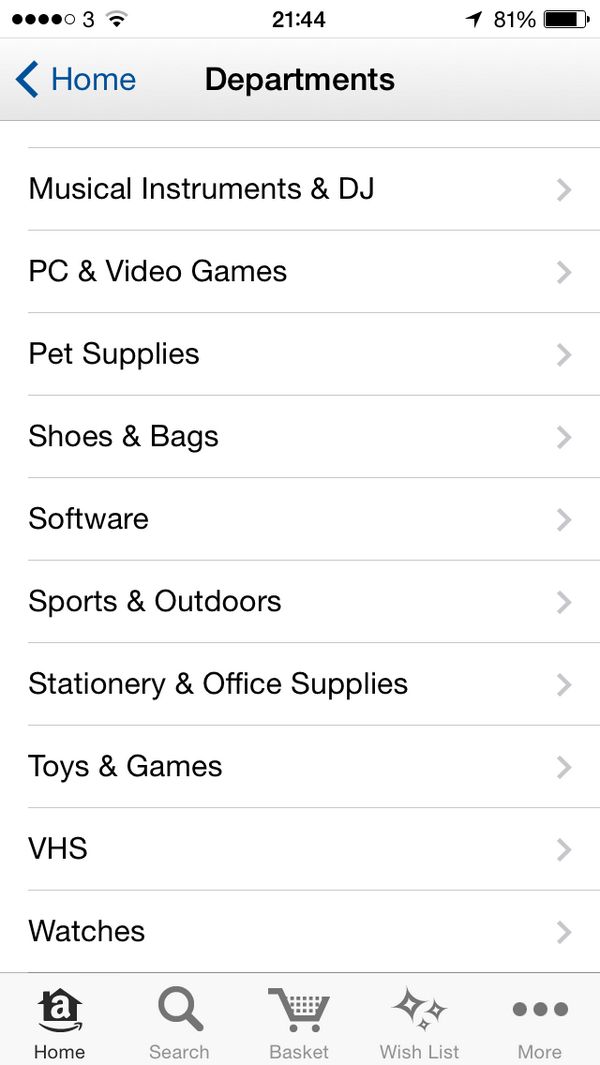 3 21:44 81%
Home Departments
Musical Instruments & DJ
PC & Video Games
Pet Supplies
Shoes & Bags
Software
Sports & Outdoors
Stationery & Office Supplies
Toys & Games
VHS
Watches
a
Home Search Basket Wish List More